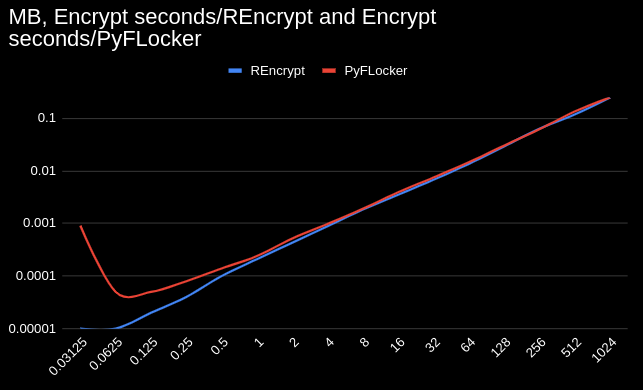 MB, Encrypt seconds/REncrypt and Encrypt
seconds/PyFLocker
REncrypt PyFLocker
0.1
0.01
0.001
0.0001
0.00001
0.03125 0.0625 0.125 0.25 0.5 1 2 4 8 16 32 64 128 256 512 1024